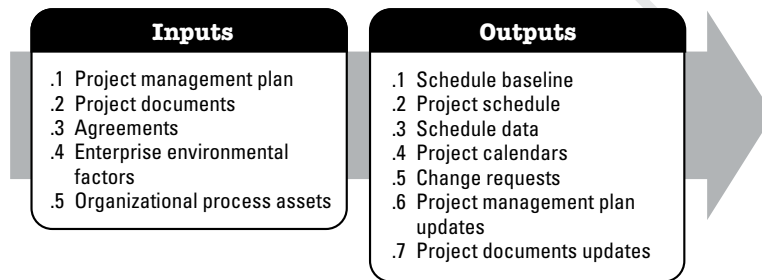 Inputs
.1 Project management plan
.2 Project documents
.3 Agreements
.4 Enterprise environmental
factors
.5 Organizational process assets
Outputs
.1 Schedule baseline
.2 Project schedule
.3 Schedule data
.4 Project calendars
.5 Change requests
.6 Project management plan
updates
.7 Project documents updates